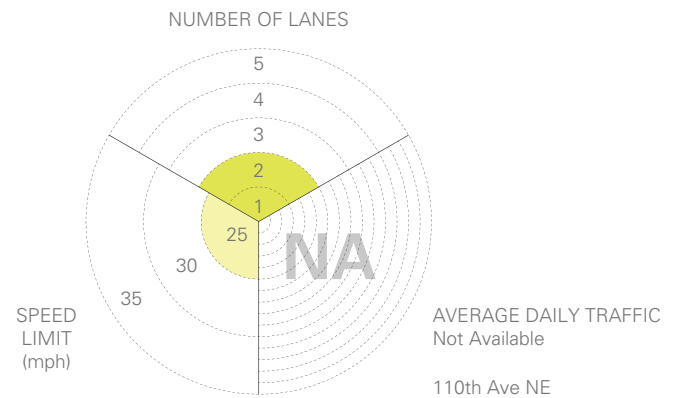 NUMBER OF LANES
5
4
3
2
1
25
30
35
NA
SPEED
LIMIT
(mph)
AVERAGE DAILY TRAFFIC
Not Available
110th Ave NE